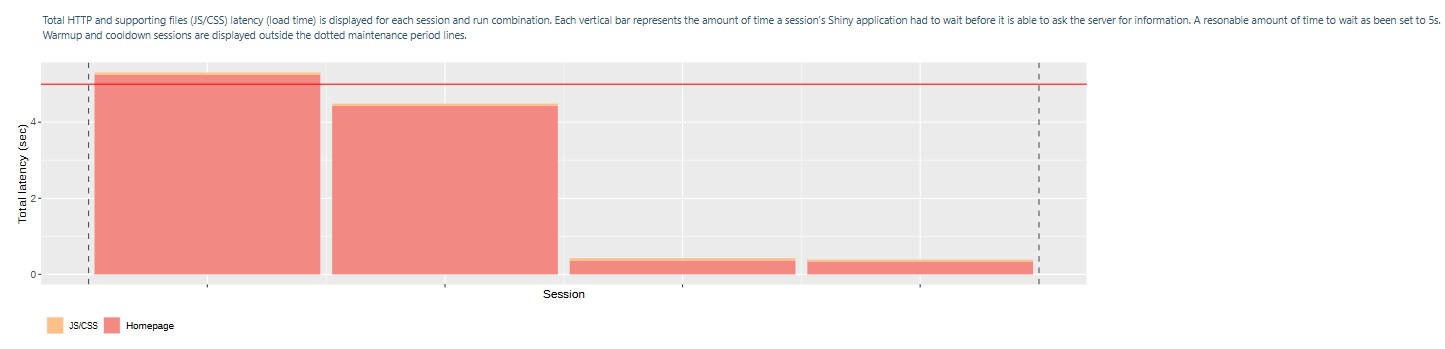 Total HTTP and supporting files (JS/CSS) latency (load time) is displayed for each session and run combination. Each vertical bar represents the amount of time a session's Shiny application had to wait before it is able to ask the server for information. A resonable amount of time to wait as been set to 5s.
Warmup and cooldown sessions are displayed outside the dotted maintenance period lines.
Total latency (sec)
4
2
0
Session
JS/CSS Homepage